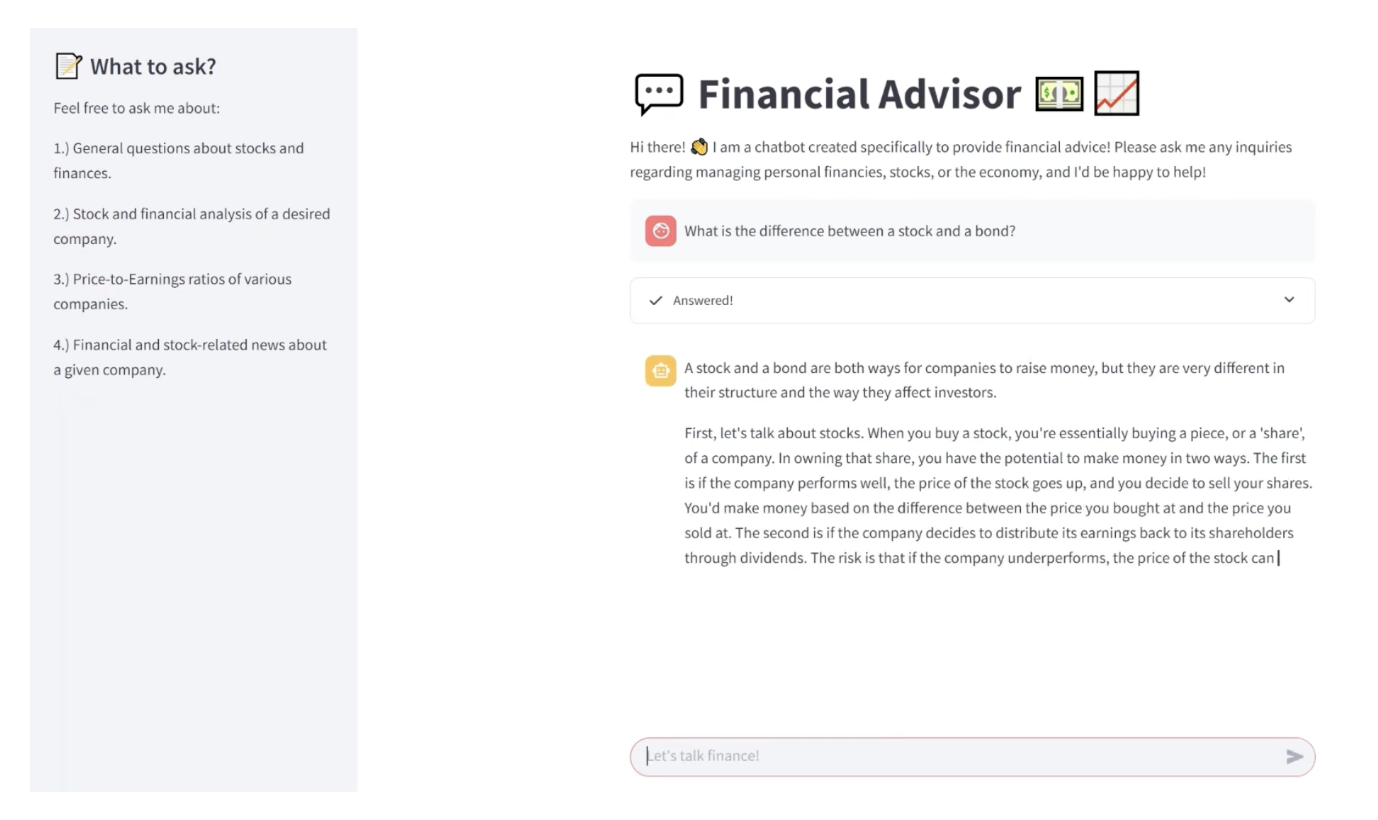 What to ask?
Feel free to ask me about:
1.) General questions about stocks and
finances.
2.) Stock and financial analysis of a desired
company.
3.) Price-to-Earnings ratios of various
companies.
4.) Financial and stock-related news about
a given company.
Financial Advisor
Hi there! 👋 I am a chatbot created specifically to provide financial advice! Please ask me any inquiries
regarding managing personal financies, stocks, or the economy, and I'd be happy to help!
What is the difference between a stock and a bond?
Answered!
A stock and a bond are both ways for companies to raise money, but they are very different in
their structure and the way they affect investors.
First, let's talk about stocks. When you buy a stock, you're essentially buying a piece, or a 'share',
of a company. In owning that share, you have the potential to make money in two ways. The first
is if the company performs well, the price of the stock goes up, and you decide to sell your shares.
You'd make money based on the difference between the price you bought at and the price you
sold at. The second is if the company decides to distribute its earnings back to its shareholders
through dividends. The risk is that if the company underperforms, the price of the stock can
Let's talk finance!